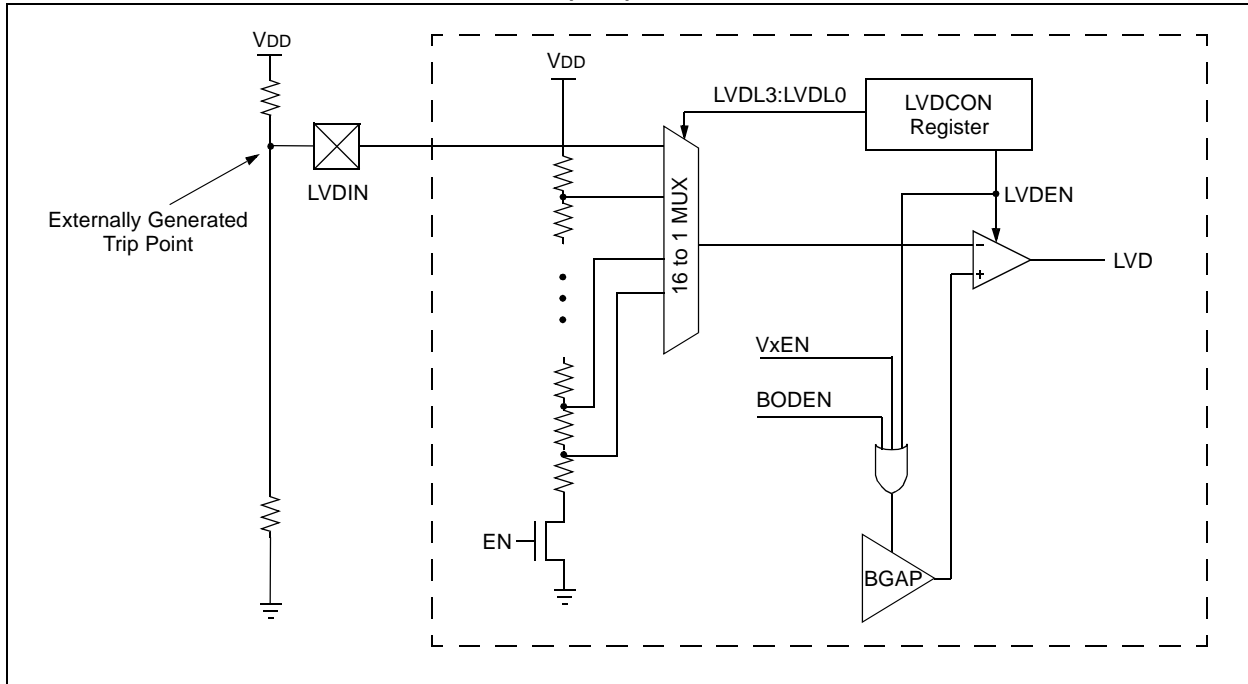 VDD
VDD
LVDL3:LVDL0
LVDCON
Register
LVDIN
16 to 1 MUX
LVDEN
Externally Generated
Trip Point
−
+
LVD
VxEN
BODEN
EN
BGAP